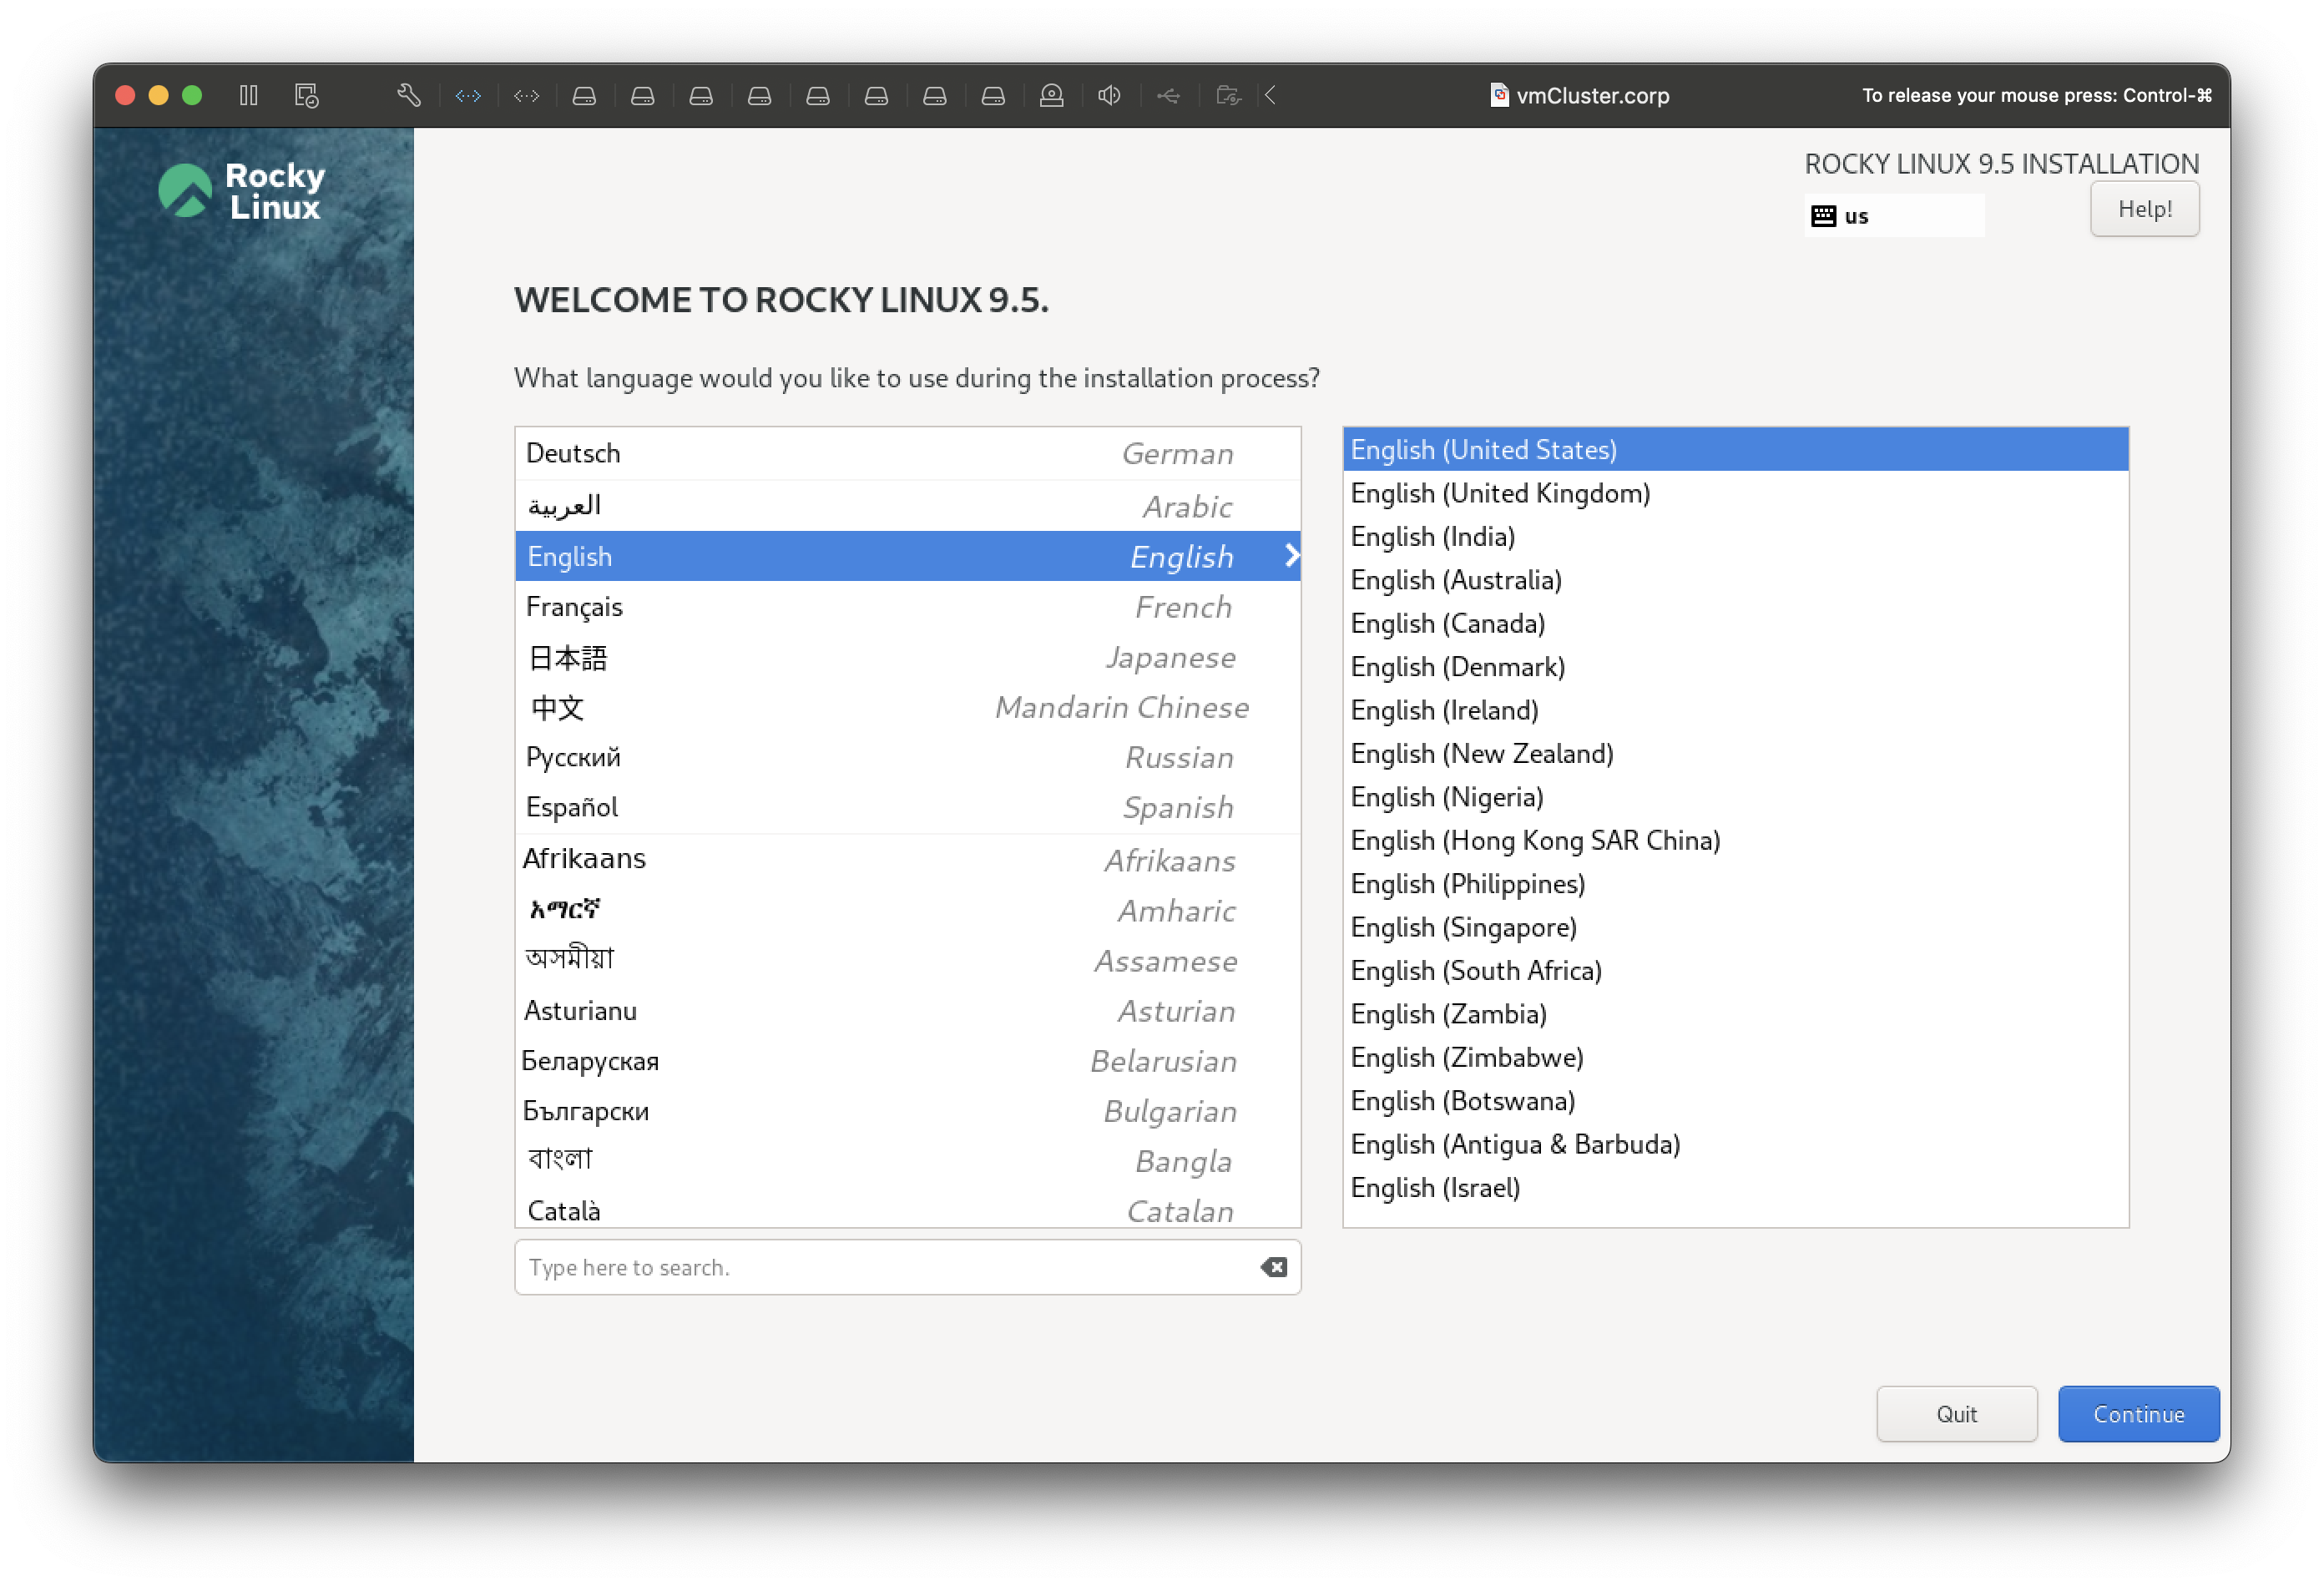 vmCluster.corp
To release your mouse press: Control-⌘
Rocky
Linux
ROCKY LINUX 9.5 INSTALLATION
us
Help!
WELCOME TO ROCKY LINUX 9.5.
What language would you like to use during the installation process?
Deutsch German
العربية Arabic
English English
Français French
日本語 Japanese
中文 Mandarin Chinese
Русский Russian
Español Spanish
Afrikaans Afrikaans
አማርኛ Amharic
অসমীয়া Assamese
Asturianu Asturian
Беларуская Belarusian
Български Bulgarian
বাংলা Bangla
Català Catalan
Type here to search.
English (United States)
English (United Kingdom)
English (India)
English (Australia)
English (Canada)
English (Denmark)
English (Ireland)
English (New Zealand)
English (Nigeria)
English (Hong Kong SAR China)
English (Philippines)
English (Singapore)
English (South Africa)
English (Zambia)
English (Zimbabwe)
English (Botswana)
English (Antigua & Barbuda)
English (Israel)
Quit
Continue